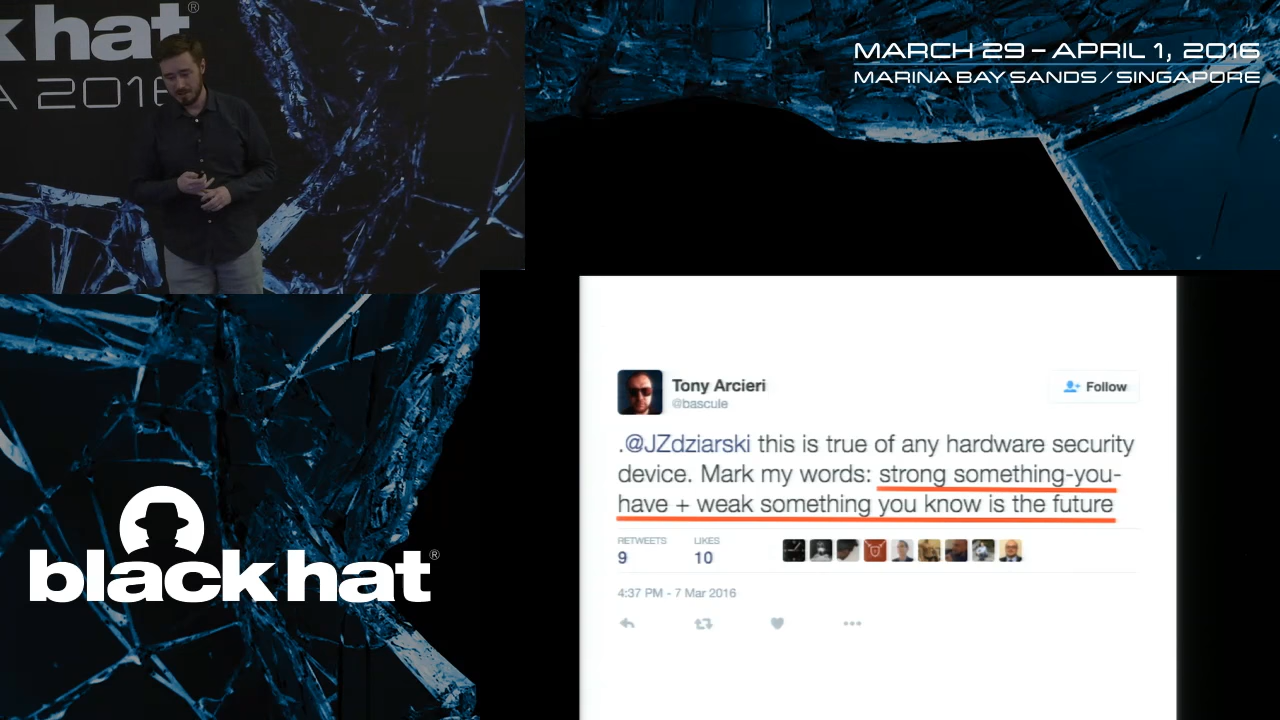 k hat®
A 2016
MARCH 29 – APRIL 1, 2016
MARINA BAY SANDS / SINGAPORE
Tony Arcieri
@bascule
Follow
.@JZdziarski this is true of any hardware security
device. Mark my words: strong something-you-
have + weak something you know is the future
RETWEETS LIKES
9 10
4:37 PM - 7 Mar 2016
black hat®